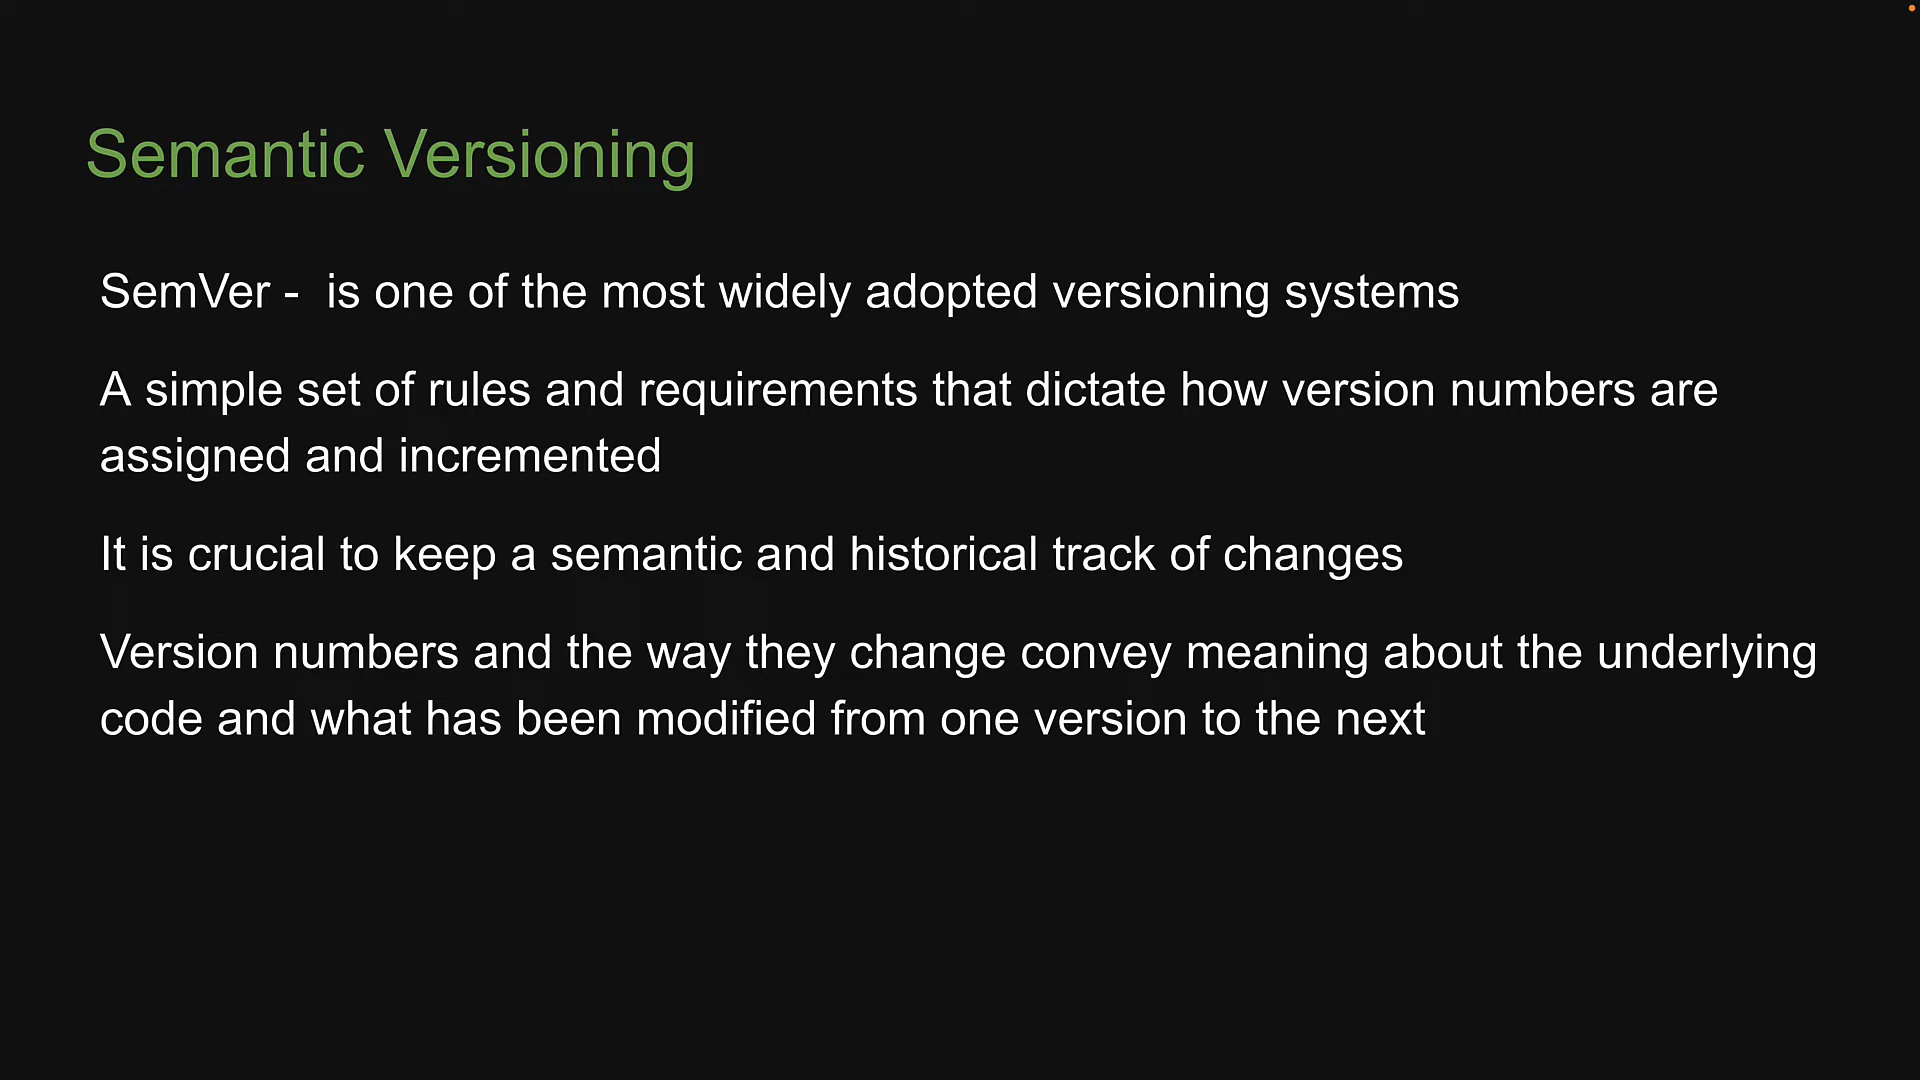 Semantic Versioning
SemVer -  is one of the most widely adopted versioning systems
A simple set of rules and requirements that dictate how version numbers are
assigned and incremented
It is crucial to keep a semantic and historical track of changes
Version numbers and the way they change convey meaning about the underlying
code and what has been modified from one version to the next